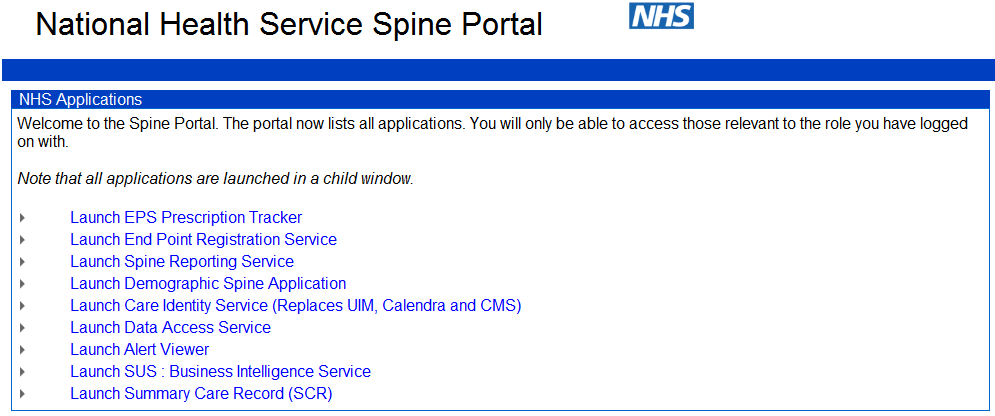 National Health Service Spine Portal
NHS
NHS Applications
Welcome to the Spine Portal. The portal now lists all applications. You will only be able to access those relevant to the role you have logged
on with.
Note that all applications are launched in a child window.
Launch EPS Prescription Tracker
Launch End Point Registration Service
Launch Spine Reporting Service
Launch Demographic Spine Application
Launch Care Identity Service (Replaces UIM, Calendra and CMS)
Launch Data Access Service
Launch Alert Viewer
Launch SUS : Business Intelligence Service
Launch Summary Care Record (SCR)